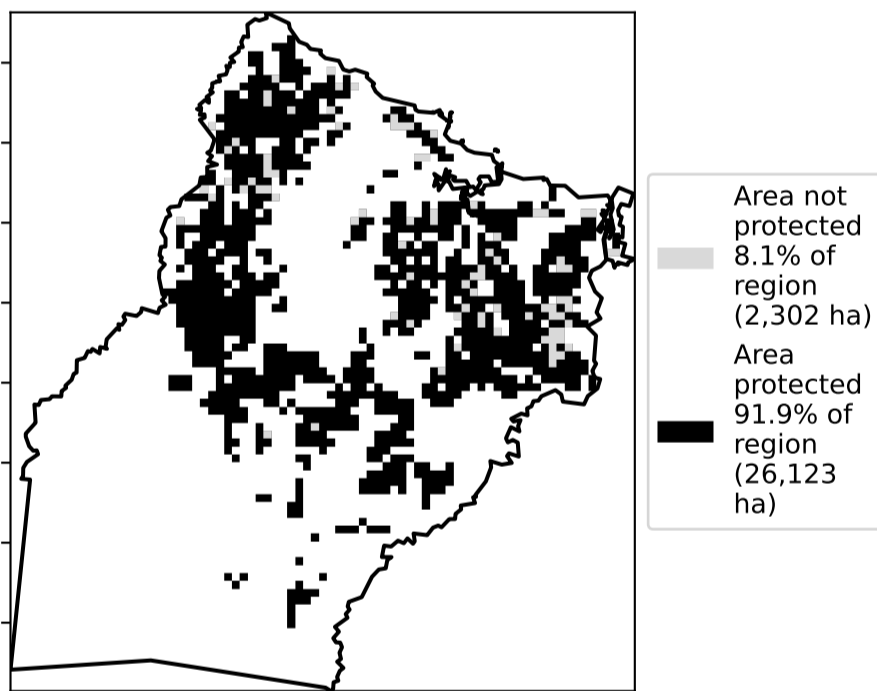 Area not
protected
8.1% of
region
(2,302 ha)
Area
protected
91.9% of
region
(26,123
ha)